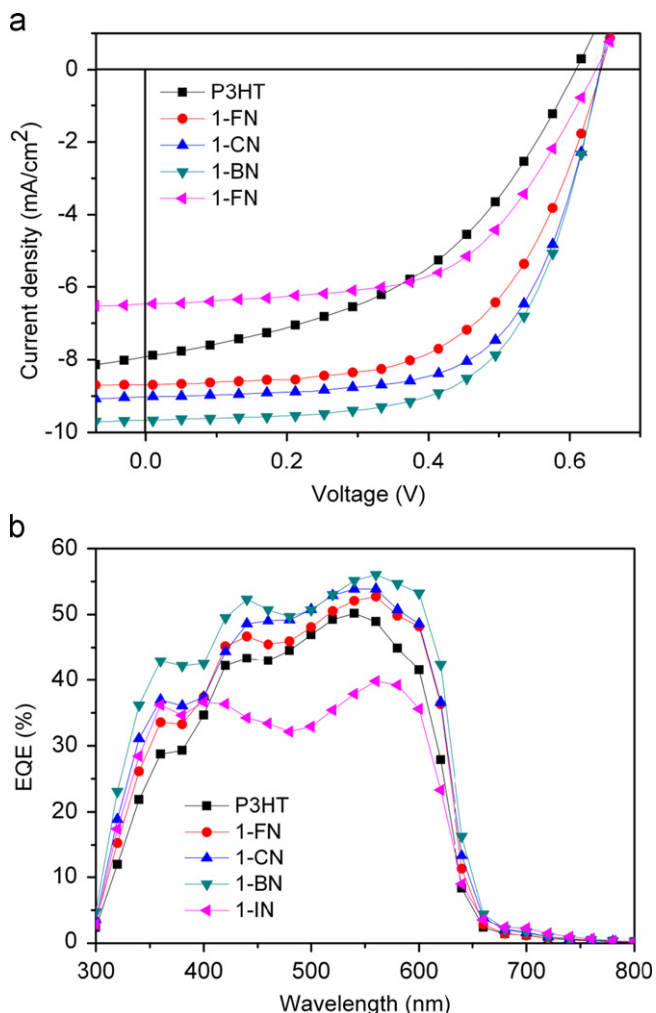 a
0
-2
-4
-6
-8
-10
Current density (mA/cm²)
P3HT
1-FN
1-CN
1-BN
1-FN
0.0 0.2 0.4 0.6
Voltage (V)
b
60
50
40
30
20
10
0
EQE (%)
P3HT
1-FN
1-CN
1-BN
1-IN
300 400 500 600 700 800
Wavelength (nm)